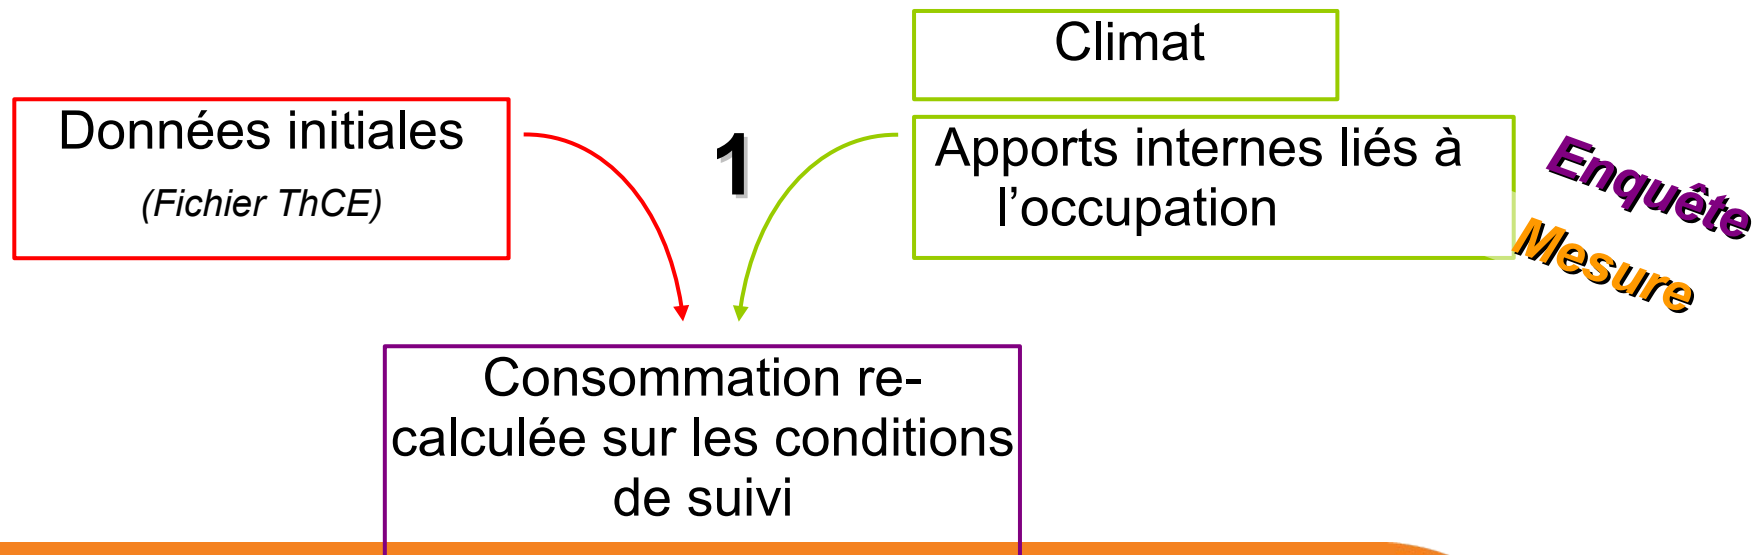 Climat
Données initiales
(Fichier ThCE)
1
Apports internes liés à
l’occupation
Enquête
Mesure
Consommation re-
calculée sur les conditions
de suivi